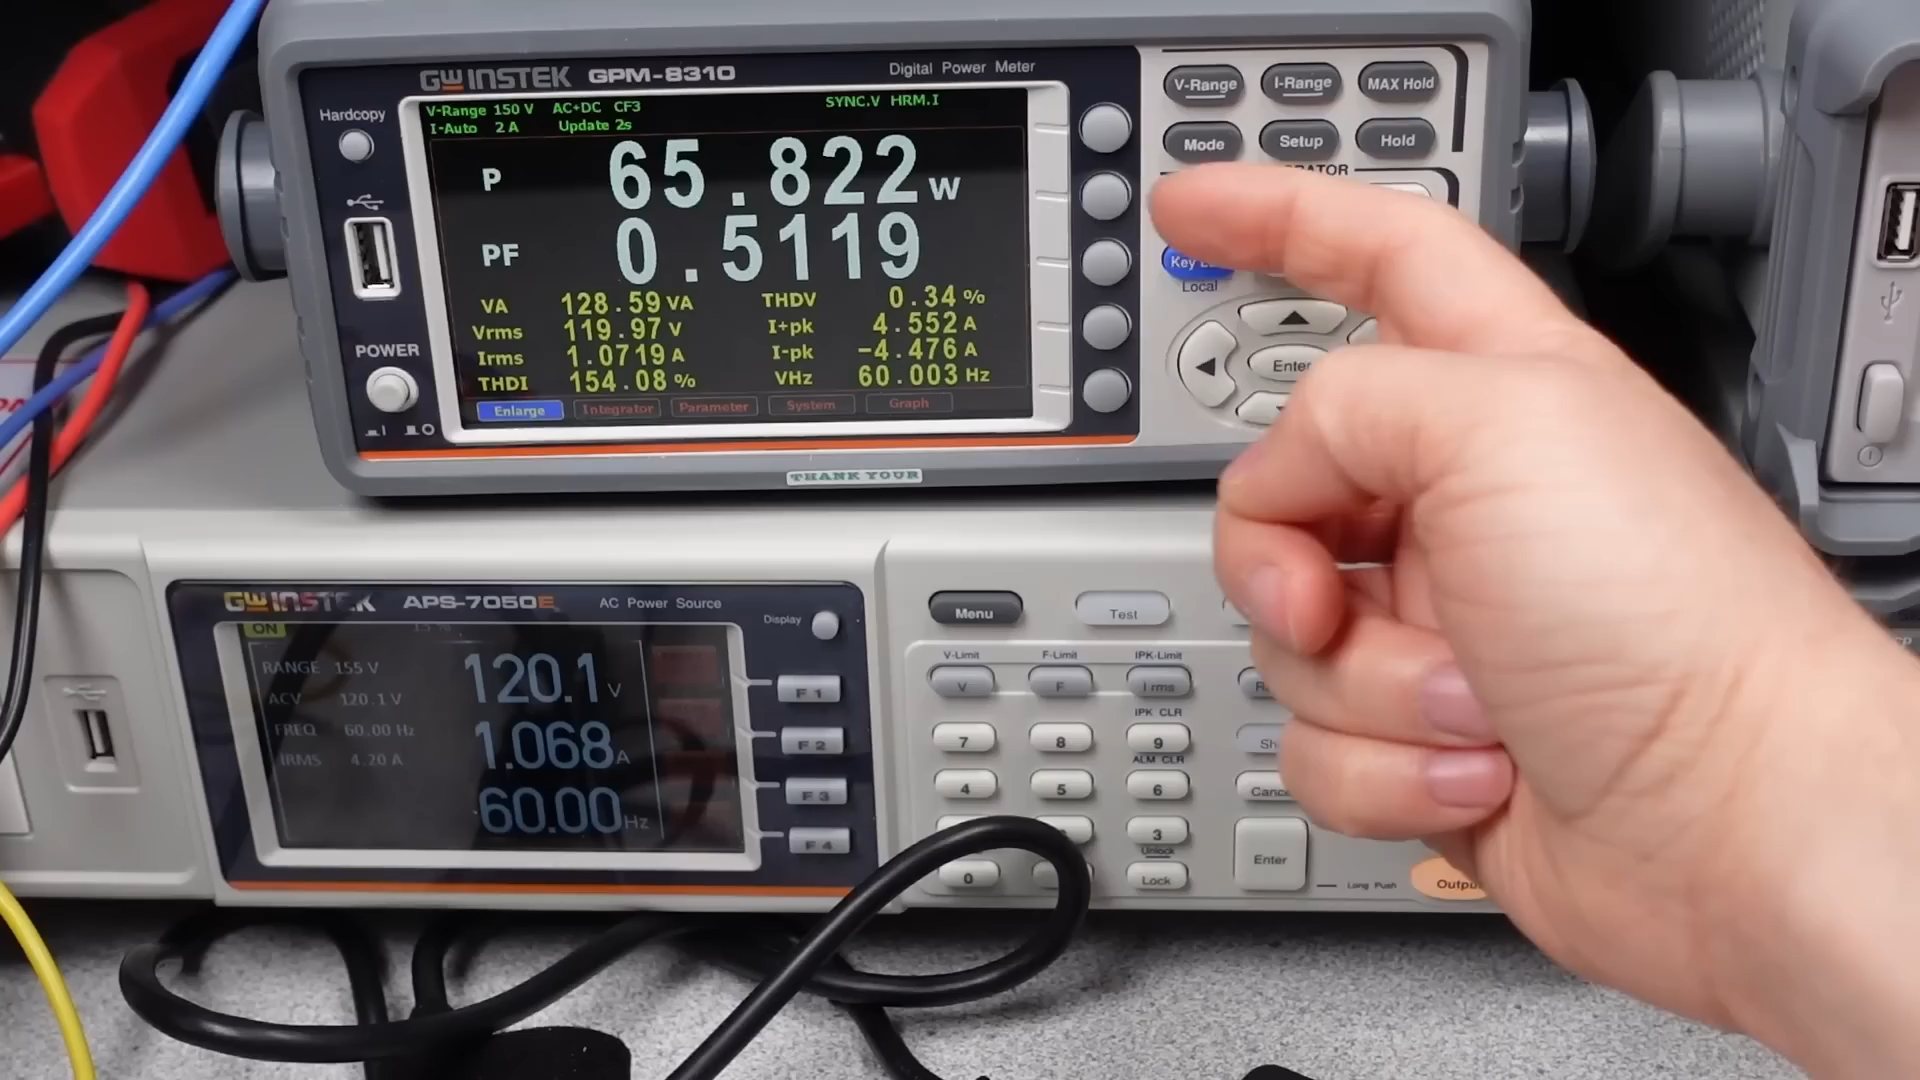 GW INSTEK GPM-8310 Digital Power Meter
Hardcopy
POWER
V-Range 150 V AC+DC CF3 SYNC.V HRM.I
I-Auto 2 A Update 2s
P 65.822 W
PF 0.5119
VA 128.59 VA THDV 0.34 %
Vrms 119.97 V I+pk 4.552 A
Irms 1.0719 A I-pk -4.476 A
THDI 154.08 % VHz 60.003 Hz
Enlarge Integrator Parameter System Graph
V-Range I-Range MAX Hold
Mode Setup Hold
Key
Local
Enter
THANK YOUR
GW INSTEK APS-7050E AC Power Source
Display
ON 15
RANGE 155 V
ACV 120.1 V
FREQ 60.00 Hz
IRMS 4.20 A
120.1 V
1.068 A
60.00 Hz
F 1
F 2
F 3
F 4
Menu Test
V-Limit F-Limit IPK-Limit
V F I rms
IPK CLR
7 8 9
ALM CLR
4 5 6
3
Unlock
0 Lock
Enter
Long Push